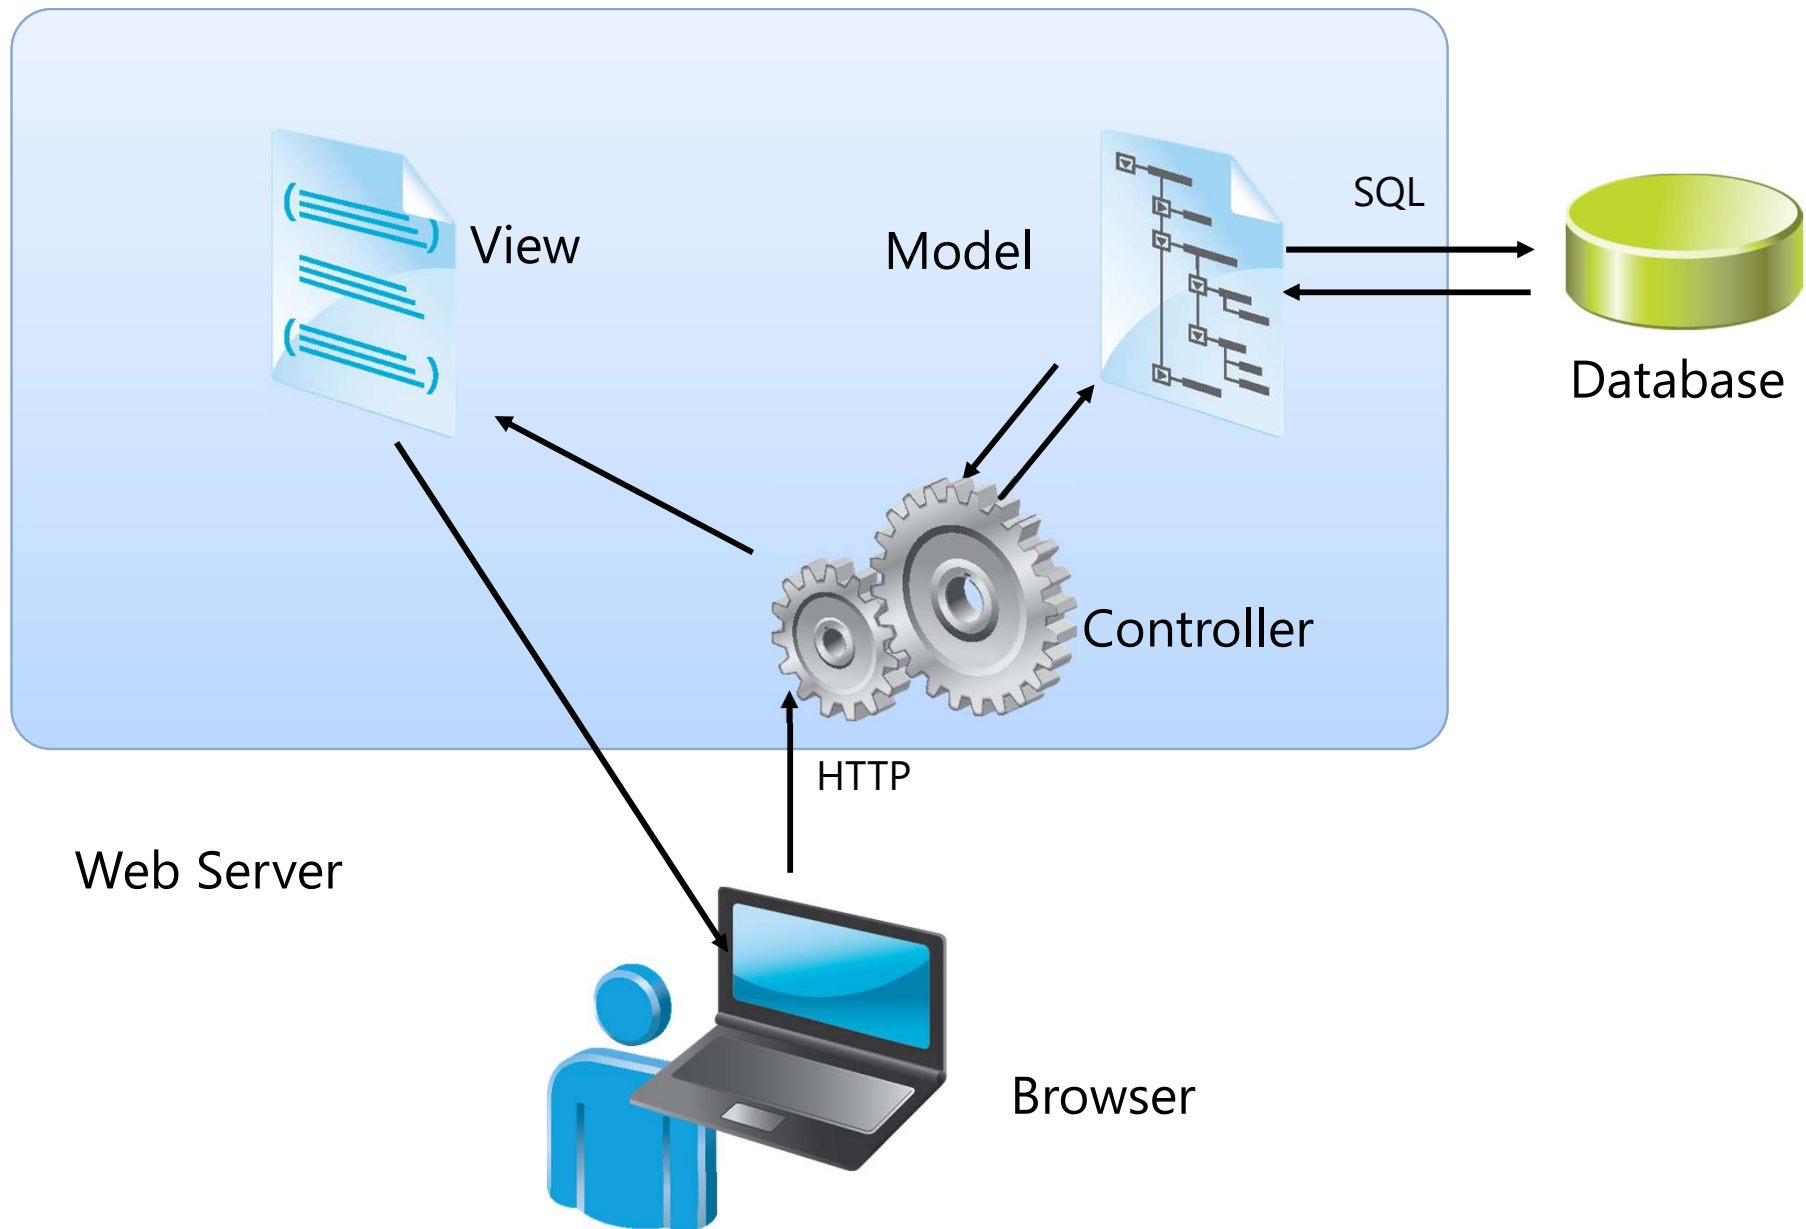 SQL
View
Model
Database
Controller
HTTP
Web Server
Browser